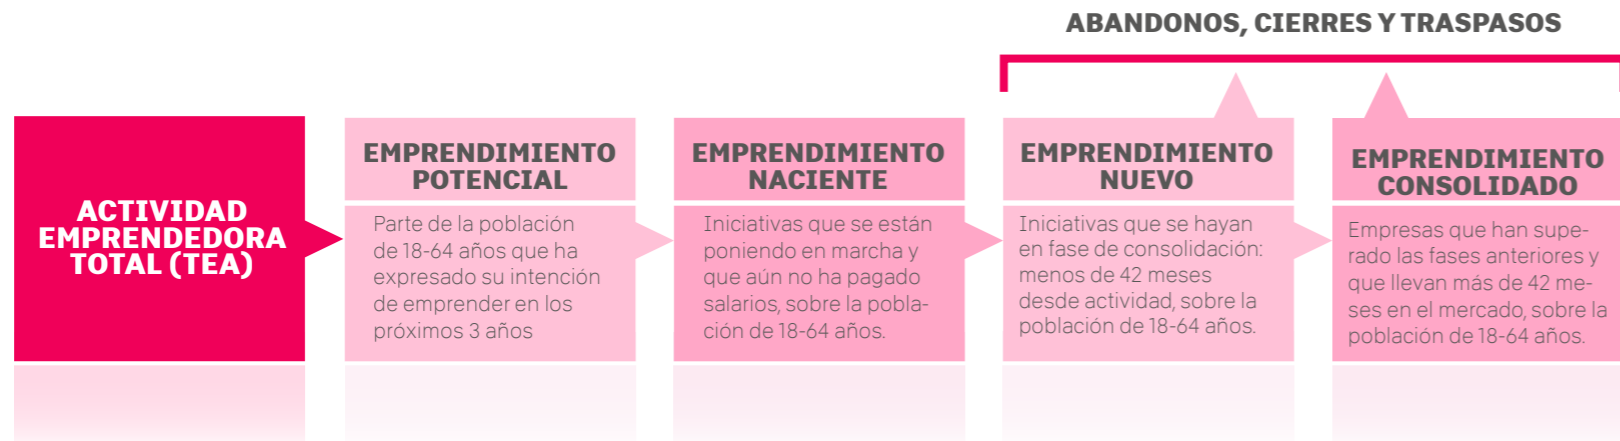 ABANDONOS, CIERRES Y TRASPASOS
ACTIVIDAD
EMPRENDEDORA
TOTAL (TEA)
EMPRENDIMIENTO
POTENCIAL
Parte de la población
de 18-64 años que ha
expresado su intención
de emprender en los
próximos 3 años
EMPRENDIMIENTO
NACIENTE
Iniciativas que se están
poniendo en marcha y
que aún no ha pagado
salarios, sobre la pobla-
ción de 18-64 años.
EMPRENDIMIENTO
NUEVO
Iniciativas que se hayan
en fase de consolidación:
menos de 42 meses
desde actividad, sobre la
población de 18-64 años.
EMPRENDIMIENTO
CONSOLIDADO
Empresas que han supe-
rado las fases anteriores y
que llevan más de 42 me-
ses en el mercado, sobre la
población de 18-64 años.